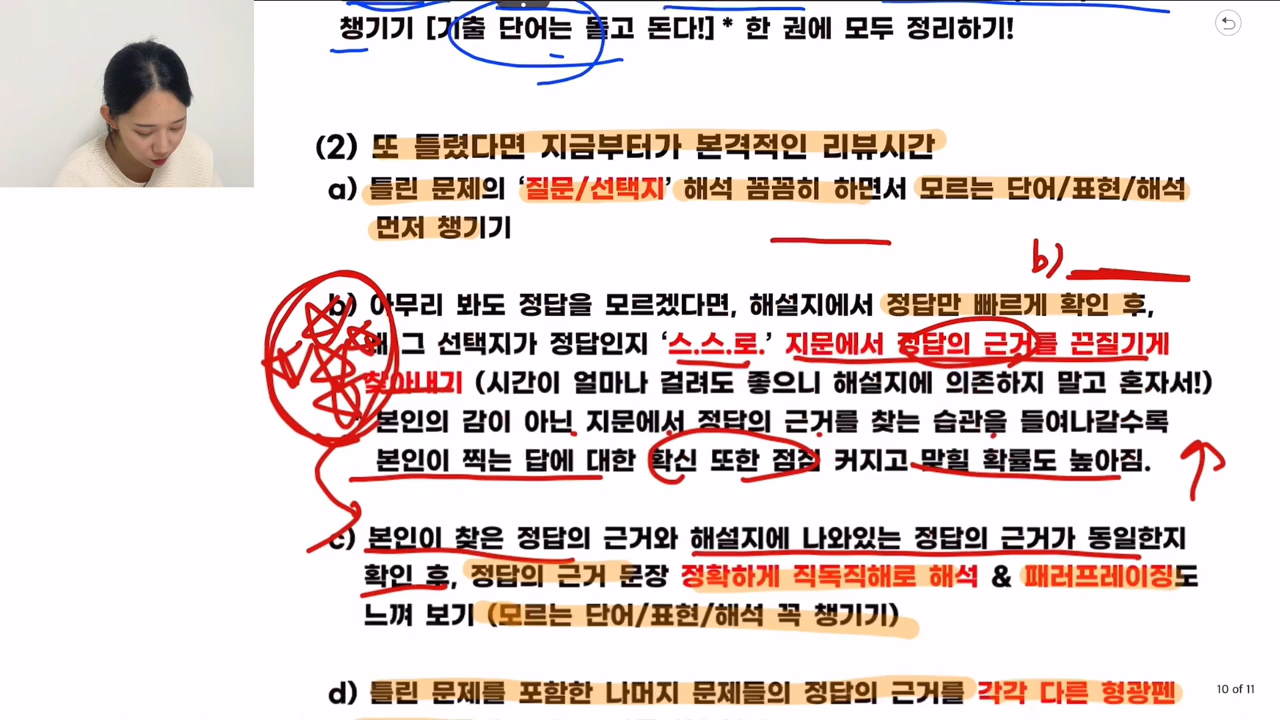 챙기기 [기출 단어는 돌고 돈다!] * 한 권에 모두 정리하기!
(2) 또 틀렸다면 지금부터가 본격적인 리뷰시간
a) 틀린 문제의 ‘질문/선택지’ 해석 꼼꼼히 하면서 모르는 단어/표현/해석
먼저 챙기기
b)
b) 아무리 봐도 정답을 모르겠다면, 해설지에서 정답만 빠르게 확인 후,
왜 그 선택지가 정답인지 ‘스.스.로.’ 지문에서 정답의 근거를 끈질기게
찾아내기 (시간이 얼마나 걸려도 좋으니 해설지에 의존하지 말고 혼자서!)
본인의 감이 아닌 지문에서 정답의 근거를 찾는 습관을 들여나갈수록
본인이 찍는 답에 대한 확신 또한 점점 커지고 맞힐 확률도 높아짐.
c) 본인이 찾은 정답의 근거와 해설지에 나와있는 정답의 근거가 동일한지
확인 후, 정답의 근거 문장 정확하게 직독직해로 해석 & 패러프레이징도
느껴 보기 (모르는 단어/표현/해석 꼭 챙기기)
d) 틀린 문제를 포함한 나머지 문제들의 정답의 근거를 각각 다른 형광펜
10 of 11